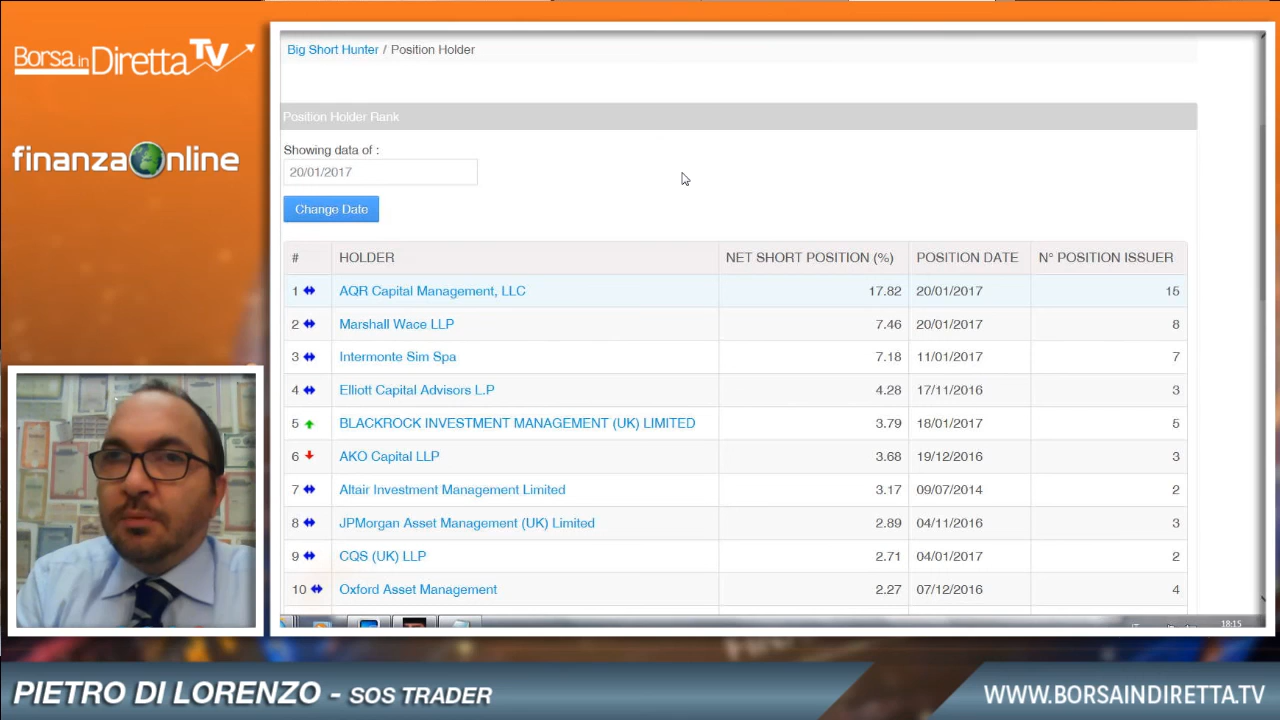 Borsa in Diretta TV
finanzaOnline
Big Short Hunter / Position Holder
Position Holder Rank
Showing data of :
20/01/2017
Change Date
# HOLDER NET SHORT POSITION (%) POSITION DATE N° POSITION ISSUER
1 AQR Capital Management, LLC 17.82 20/01/2017 15
2 Marshall Wace LLP 7.46 20/01/2017 8
3 Intermonte Sim Spa 7.18 11/01/2017 7
4 Elliott Capital Advisors L.P 4.28 17/11/2016 3
5 BLACKROCK INVESTMENT MANAGEMENT (UK) LIMITED 3.79 18/01/2017 5
6 AKO Capital LLP 3.68 19/12/2016 3
7 Altair Investment Management Limited 3.17 09/07/2014 2
8 JPMorgan Asset Management (UK) Limited 2.89 04/11/2016 3
9 CQS (UK) LLP 2.71 04/01/2017 2
10 Oxford Asset Management 2.27 07/12/2016 4
18:15
PIETRO DI LORENZO - SOS TRADER
WWW.BORSAINDIRETTA.TV